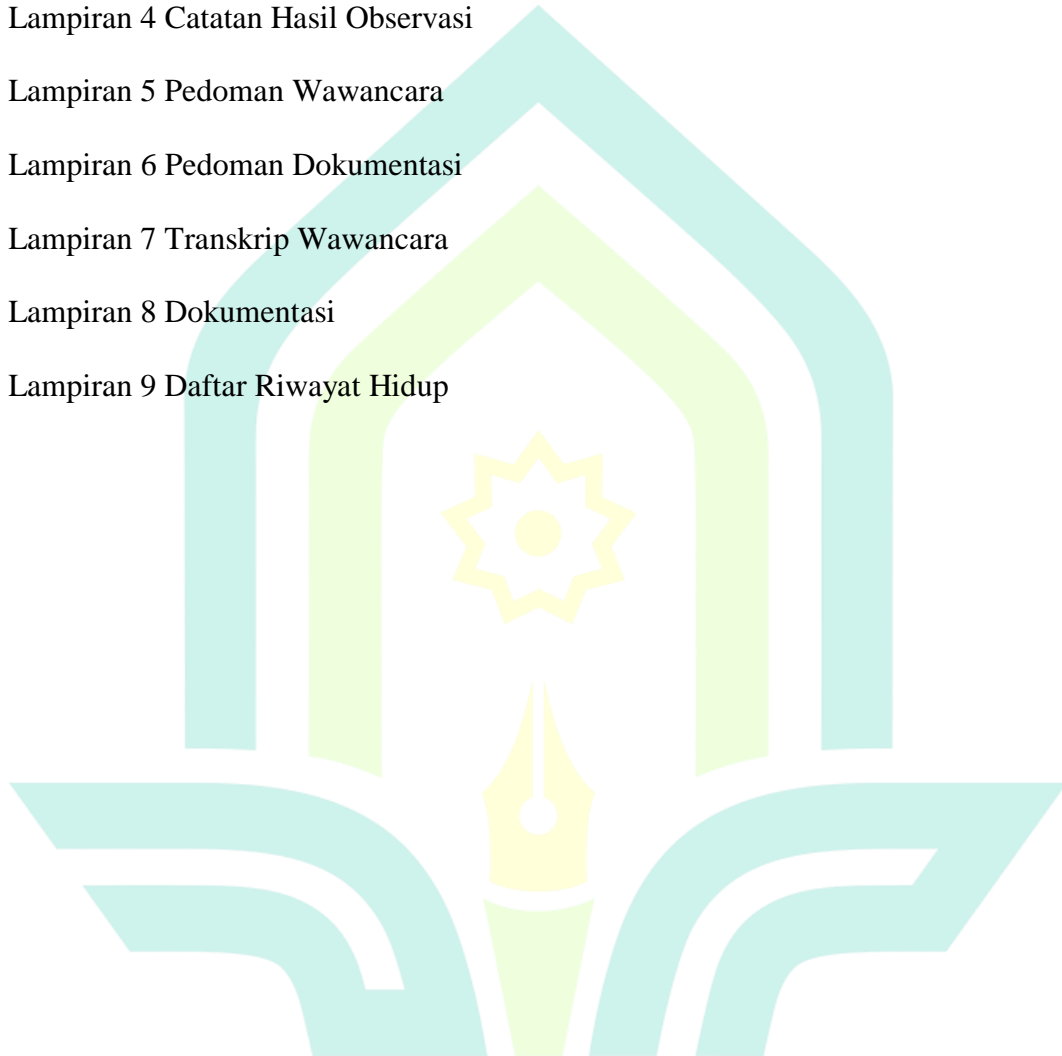 Lampiran 4 Catatan Hasil Observasi
Lampiran 5 Pedoman Wawancara
Lampiran 6 Pedoman Dokumentasi
Lampiran 7 Transkrip Wawancara
Lampiran 8 Dokumentasi
Lampiran 9 Daftar Riwayat Hidup